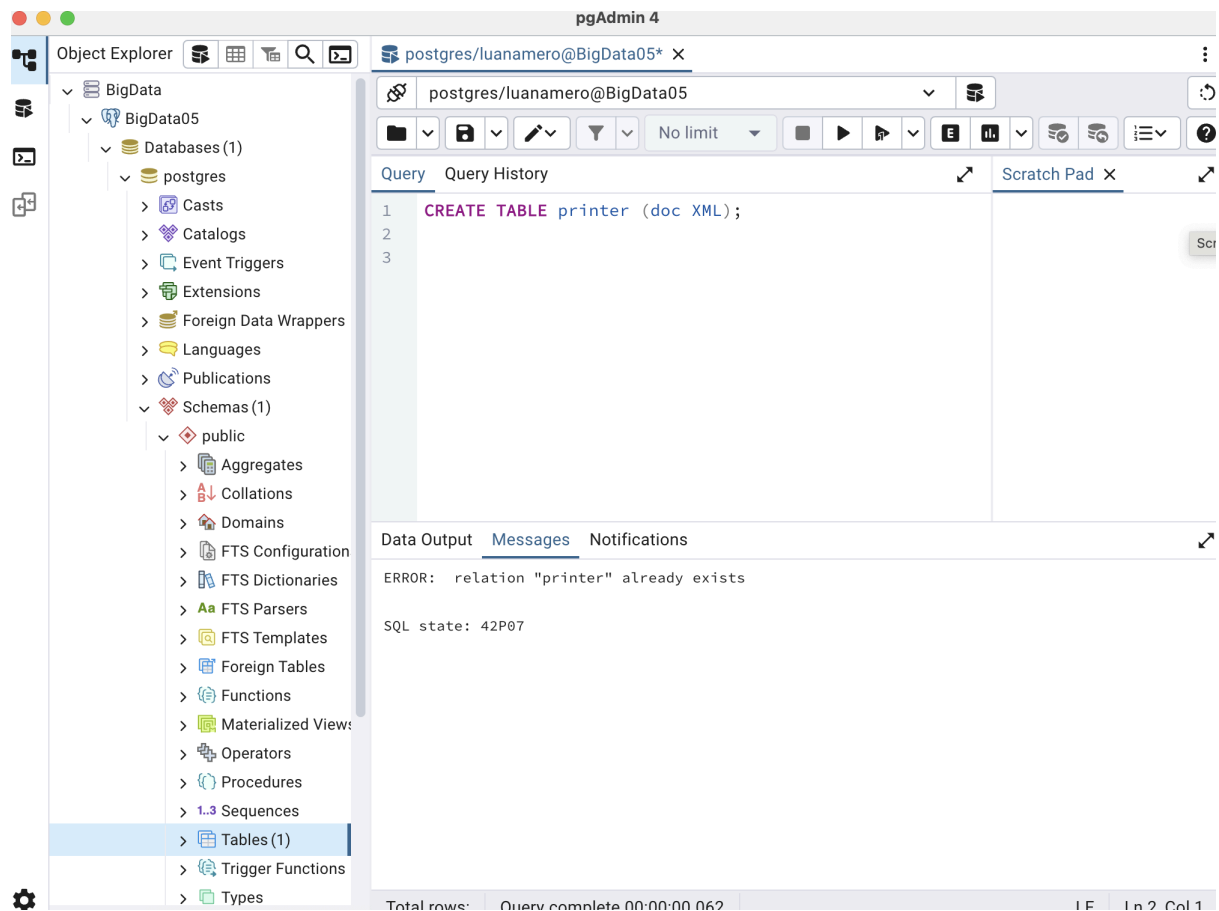 pgAdmin 4
Object Explorer
BigData
BigData05
Databases (1)
postgres
Casts
Catalogs
Event Triggers
Extensions
Foreign Data Wrappers
Languages
Publications
Schemas (1)
public
Aggregates
Collations
Domains
FTS Configuration
FTS Dictionaries
Aa FTS Parsers
FTS Templates
Foreign Tables
Functions
Materialized Views
Operators
Procedures
1..3 Sequences
Tables (1)
Trigger Functions
Types
postgres/luanamero@BigData05*
postgres/luanamero@BigData05
No limit
E
Query Query History
Scratch Pad
1 CREATE TABLE printer (doc XML);
2
3
Scr
Data Output Messages Notifications
ERROR:  relation "printer" already exists
SQL state: 42P07
Total rows: Query complete 00:00:00.062 LF Ln 2, Col 1